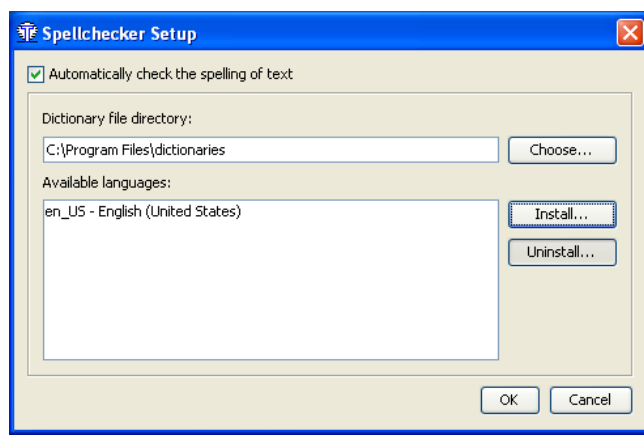 Spellchecker Setup
Automatically check the spelling of text
Dictionary file directory:
C:\Program Files\dictionaries
Choose...
Available languages:
en_US - English (United States)
Install...
Uninstall...
OK
Cancel